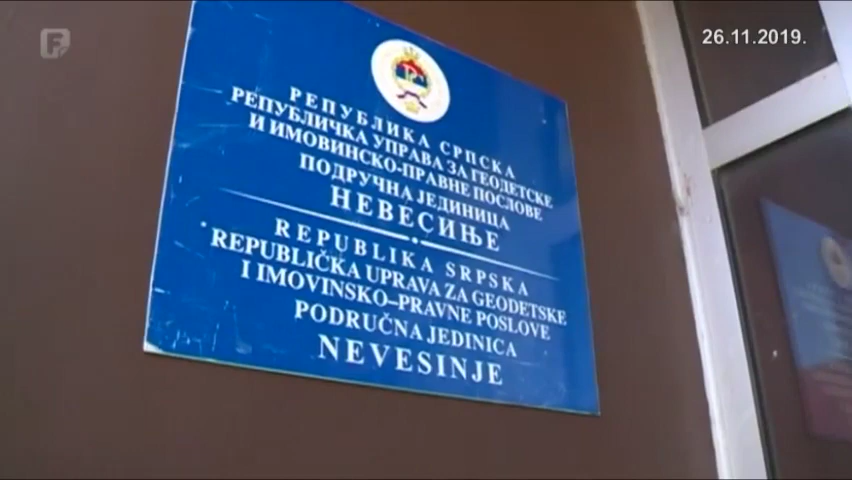 F
26.11.2019.
РЕПУБЛИКА СРПСКА
РЕПУБЛИЧКА УПРАВА ЗА ГЕОДЕТСКЕ
И ИМОВИНСКО-ПРАВНЕ ПОСЛОВЕ
ПОДРУЧНА ЈЕДИНИЦА
НЕВЕСИЊЕ
REPUBLIKA SRPSKA
REPUBLIČKA UPRAVA ZA GEODETSKE
I IMOVINSKO–PRAVNE POSLOVE
PODRUČNA JEDINICA
NEVESINJE